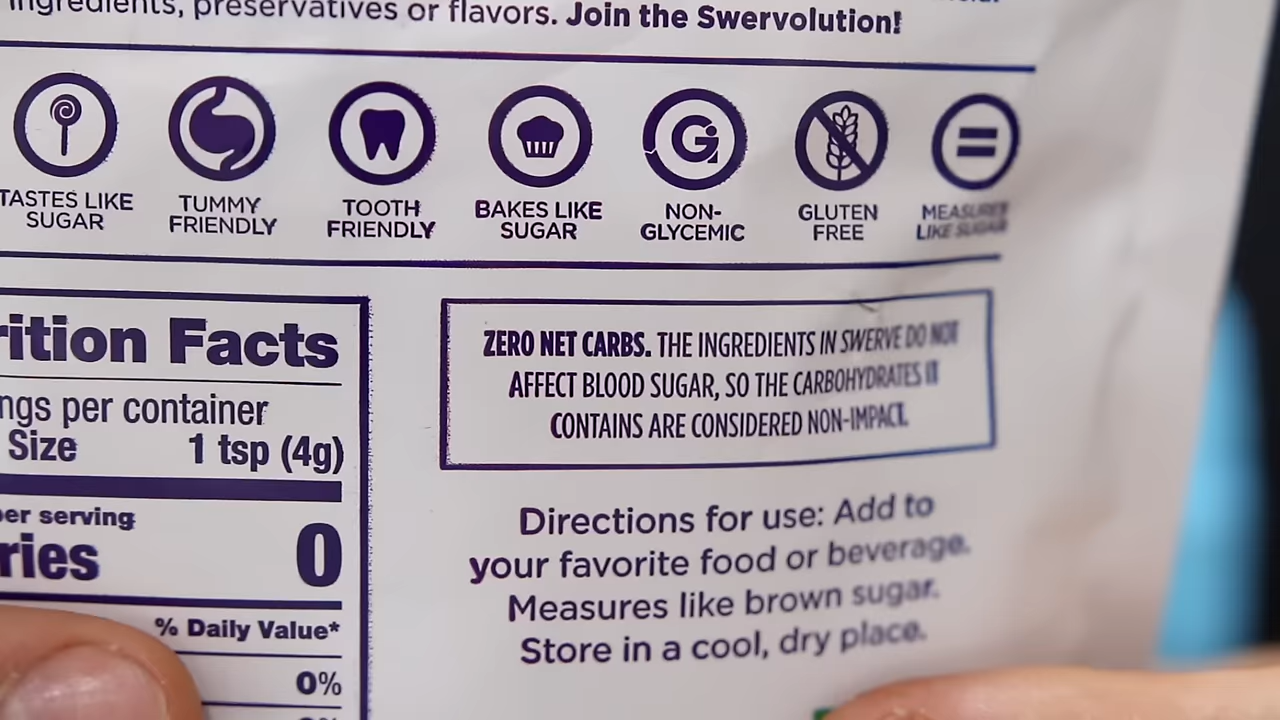 ingredients, preservatives or flavors. Join the Swervolution!
TASTES LIKE
SUGAR
TUMMY
FRIENDLY
TOOTH
FRIENDLY
BAKES LIKE
SUGAR
Gi
NON-
GLYCEMIC
GLUTEN
FREE
MEASURES
LIKE SUGAR
rition Facts
ngs per container
Size 1 tsp (4g)
per serving
ries 0
% Daily Value*
0%
ZERO NET CARBS. THE INGREDIENTS IN SWERVE DO NOT
AFFECT BLOOD SUGAR, SO THE CARBOHYDRATES IT
CONTAINS ARE CONSIDERED NON-IMPACT.
Directions for use: Add to
your favorite food or beverage.
Measures like brown sugar.
Store in a cool, dry place.